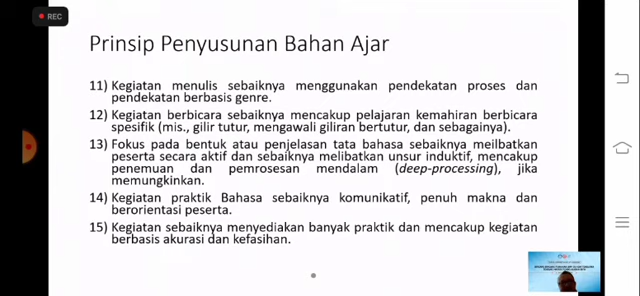 REC
Prinsip Penyusunan Bahan Ajar
11) Kegiatan menulis sebaiknya menggunakan pendekatan proses dan
pendekatan berbasis genre.
12) Kegiatan berbicara sebaiknya mencakup pelajaran kemahiran berbicara
spesifik (mis., gilir tutur, mengawali giliran bertutur, dan sebagainya).
13) Fokus pada bentuk atau penjelasan tata bahasa sebaiknya meilbatkan
peserta secara aktif dan sebaiknya melibatkan unsur induktif, mencakup
penemuan dan pemrosesan mendalam (deep-processing), jika
memungkinkan.
14) Kegiatan praktik Bahasa sebaiknya komunikatif, penuh makna dan
berorientasi peserta.
15) Kegiatan sebaiknya menyediakan banyak praktik dan mencakup kegiatan
berbasis akurasi dan kefasihan.